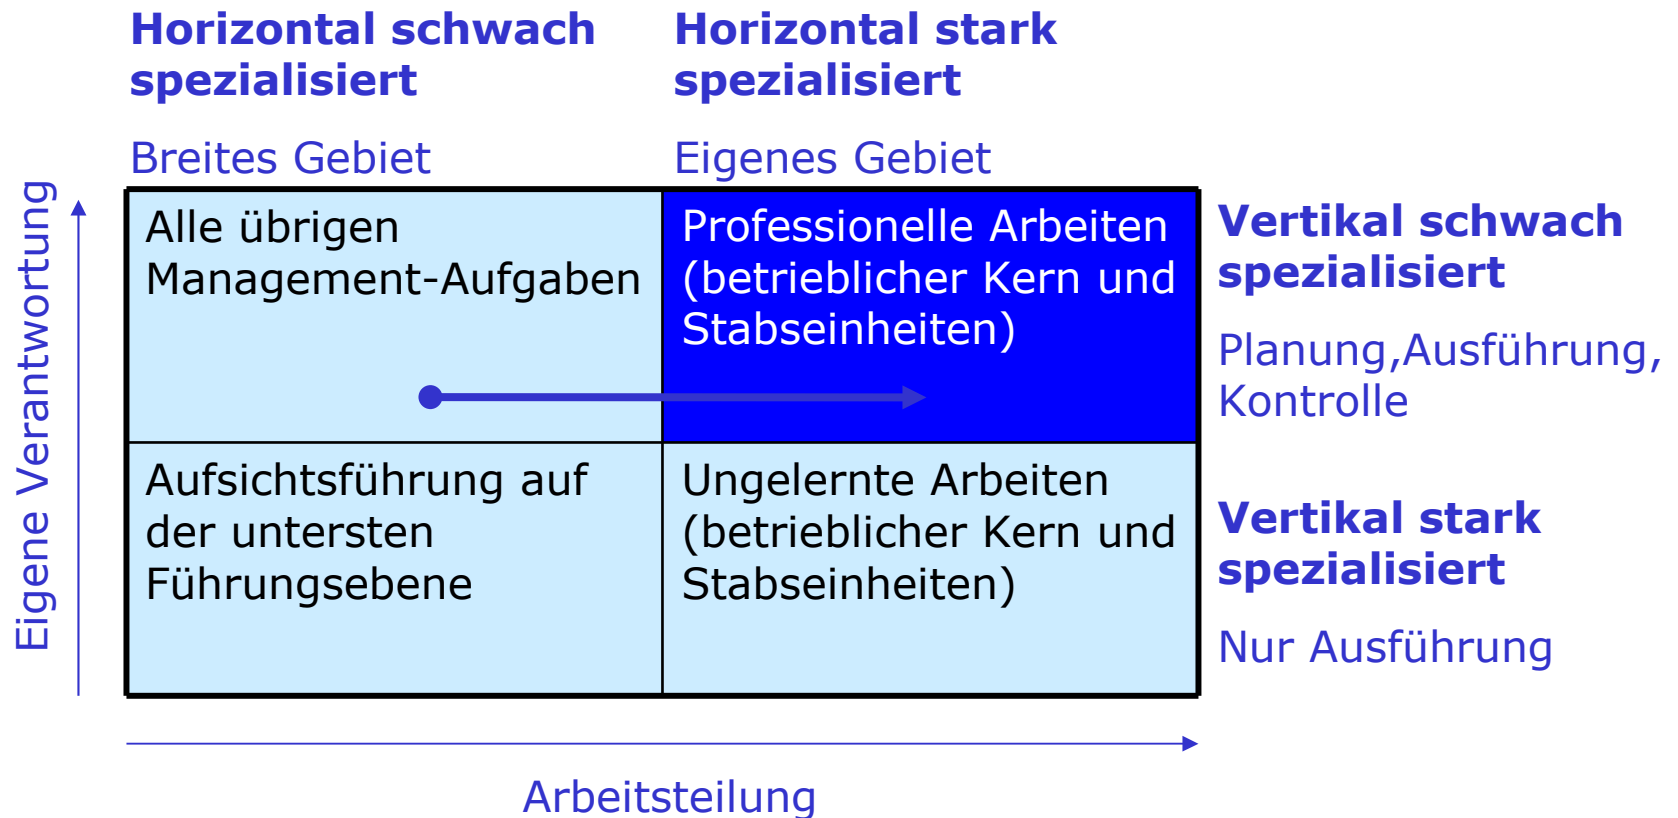 Horizontal schwach
spezialisiert
Breites Gebiet
Horizontal stark
spezialisiert
Eigenes Gebiet
Eigene Verantwortung
Alle übrigen
Management-Aufgaben
Professionelle Arbeiten
(betrieblicher Kern und
Stabseinheiten)
Vertikal schwach
spezialisiert
Planung,Ausführung,
Kontrolle
Aufsichtsführung auf
der untersten
Führungsebene
Ungelernte Arbeiten
(betrieblicher Kern und
Stabseinheiten)
Vertikal stark
spezialisiert
Nur Ausführung
Arbeitsteilung